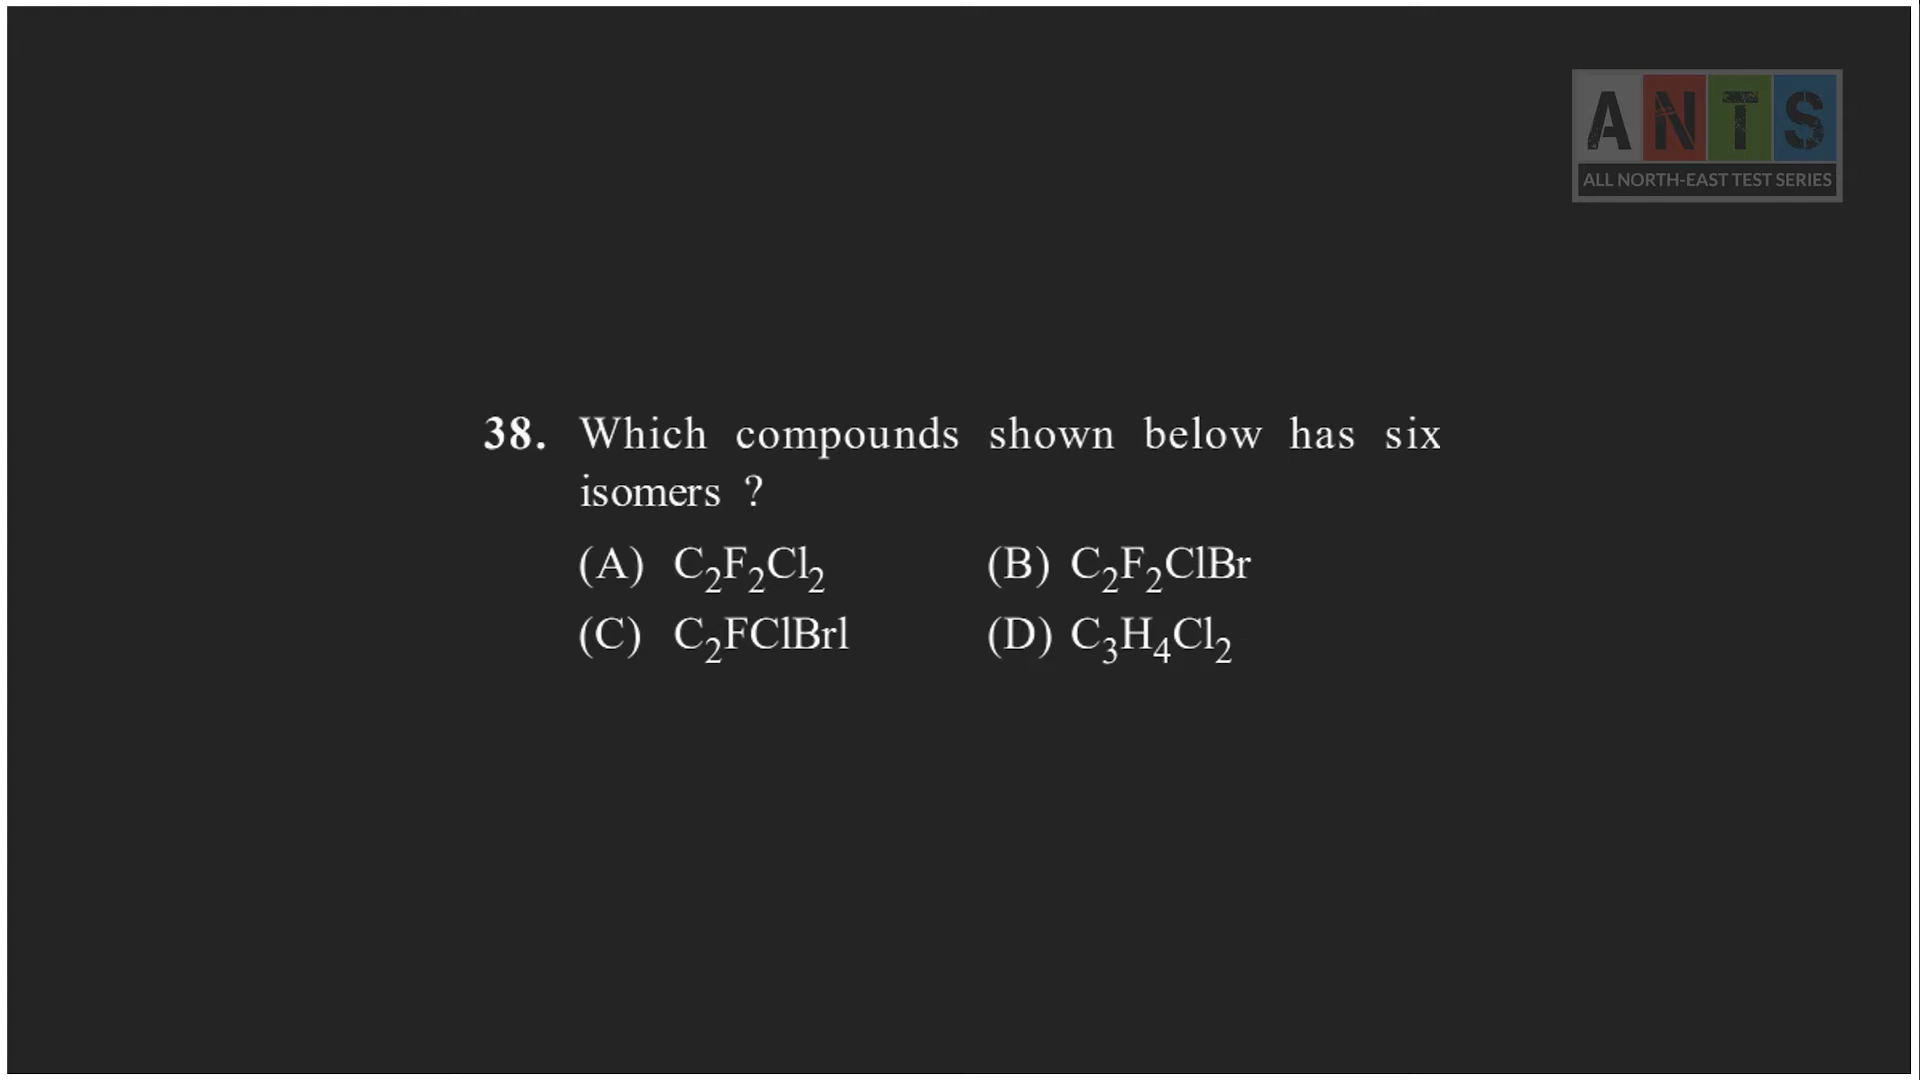 ANTS
ALL NORTH-EAST TEST SERIES
38. Which compounds shown below has six
isomers ?
(A) C₂F₂Cl₂ (B) C₂F₂ClBr
(C) C₂FClBrl (D) C₃H₄Cl₂